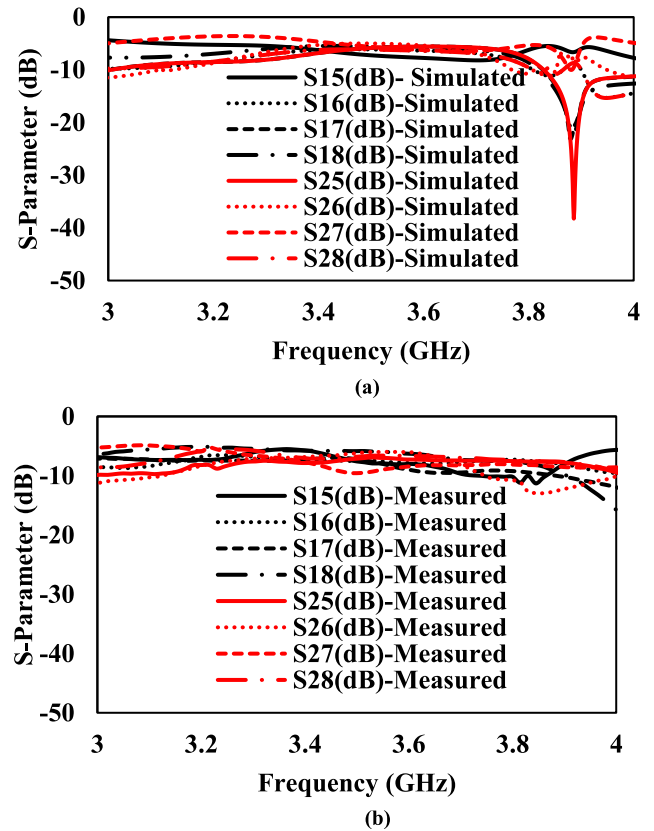 0
-10
-20
-30
-40
-50
S-Parameter (dB)
S15(dB)- Simulated
S16(dB)-Simulated
S17(dB)-Simulated
S18(dB)-Simulated
S25(dB)-Simulated
S26(dB)-Simulated
S27(dB)-Simulated
S28(dB)-Simulated
3 3.2 3.4 3.6 3.8 4
Frequency (GHz)
(a)
0
-10
-20
-30
-40
-50
S-Parameter ((dB)
S15(dB)-Measured
S16(dB)-Measured
S17(dB)-Measured
S18(dB)-Measured
S25(dB)-Measured
S26(dB)-Measured
S27(dB)-Measured
S28(dB)-Measured
3 3.2 3.4 3.6 3.8 4
Frequency (GHz)
(b)